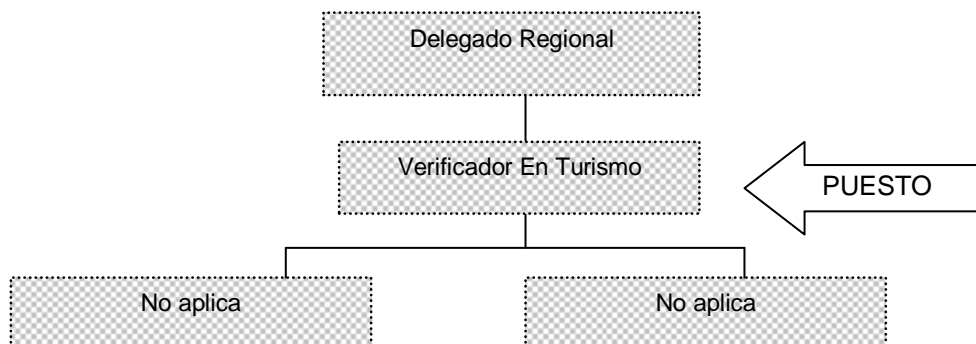 Delegado Regional
Verificador En Turismo
PUESTO
No aplica
No aplica